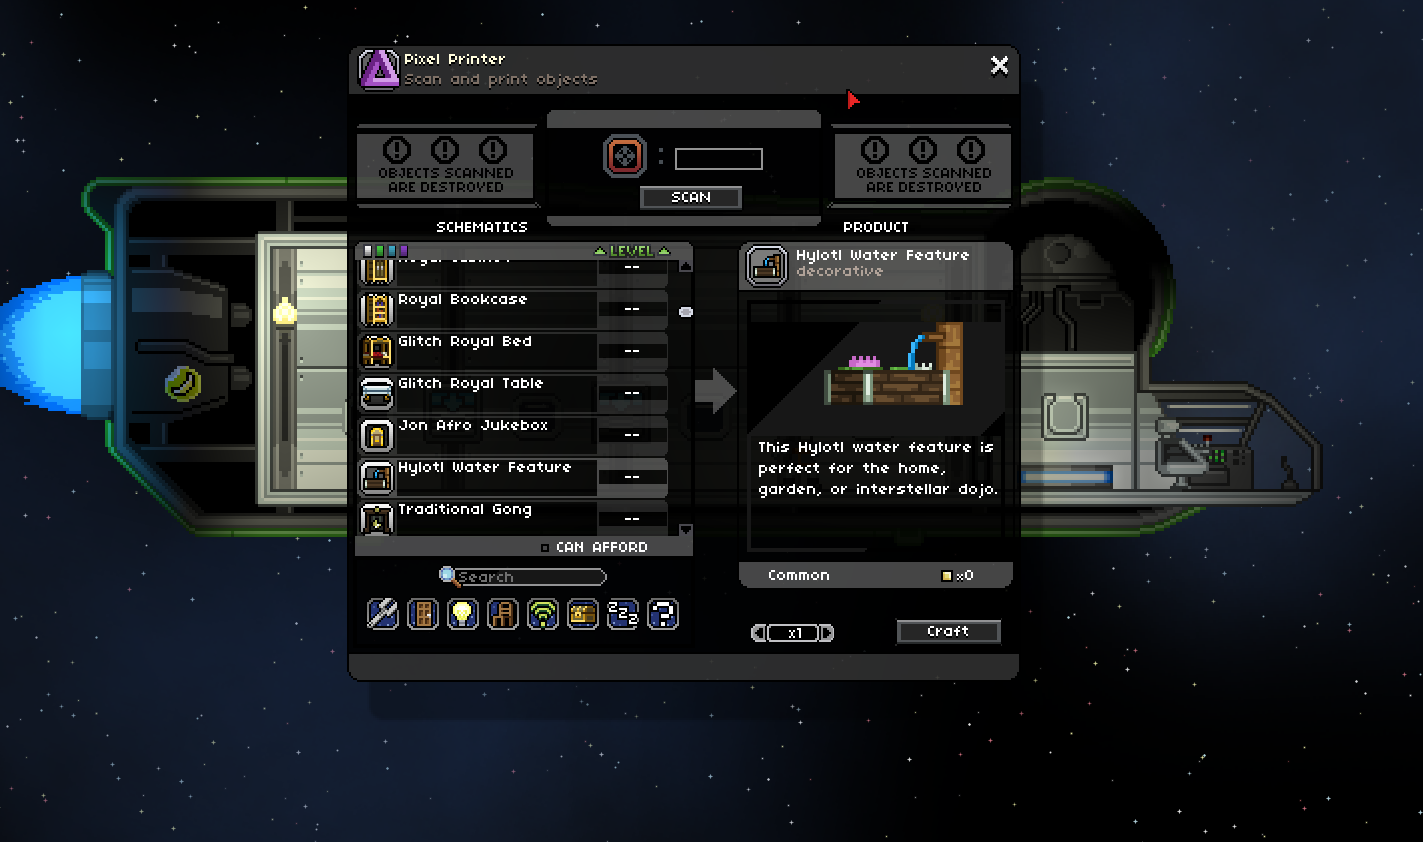 Pixel Printer
Scan and print objects
OBJECTS SCANNED
ARE DESTROYED
:
SCAN
OBJECTS SCANNED
ARE DESTROYED
SCHEMATICS
PRODUCT
LEVEL
--
Royal Bookcase
--
Glitch Royal Bed
--
Glitch Royal Table
--
Jon Afro Jukebox
--
Hylotl Water Feature
--
Traditional Gong
--
CAN AFFORD
Search
zzz
?
Hylotl Water Feature
decorative
This Hylotl water feature is
perfect for the home,
garden, or interstellar dojo.
Common
x0
x1
Craft